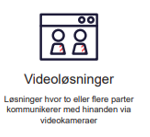 Videoløsninger
Løsninger hvor to eller flere parter
kommunikerer med hinanden via
videokameraer